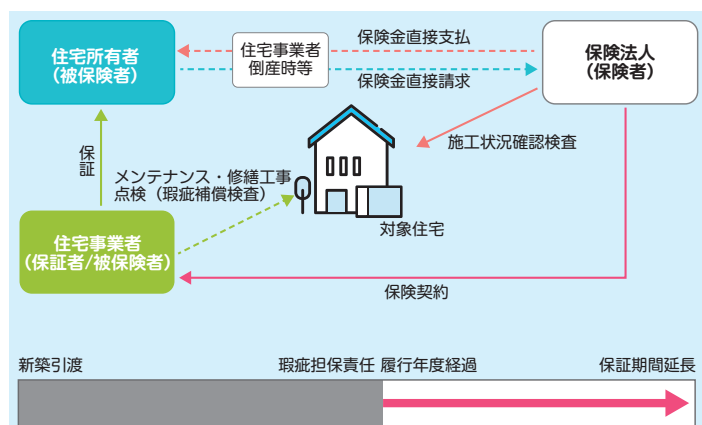 保険金直接支払
住宅所有者
(被保険者)
住宅事業者
倒産時等
保険法人
(保険者)
保険金直接請求
施工状況確認検査
保証
メンテナンス・修繕工事
点検(瑕疵補償検査)
対象住宅
住宅事業者
(保証者/被保険者)
保険契約
新築引渡
瑕疵担保責任 履行年度経過
保証期間延長